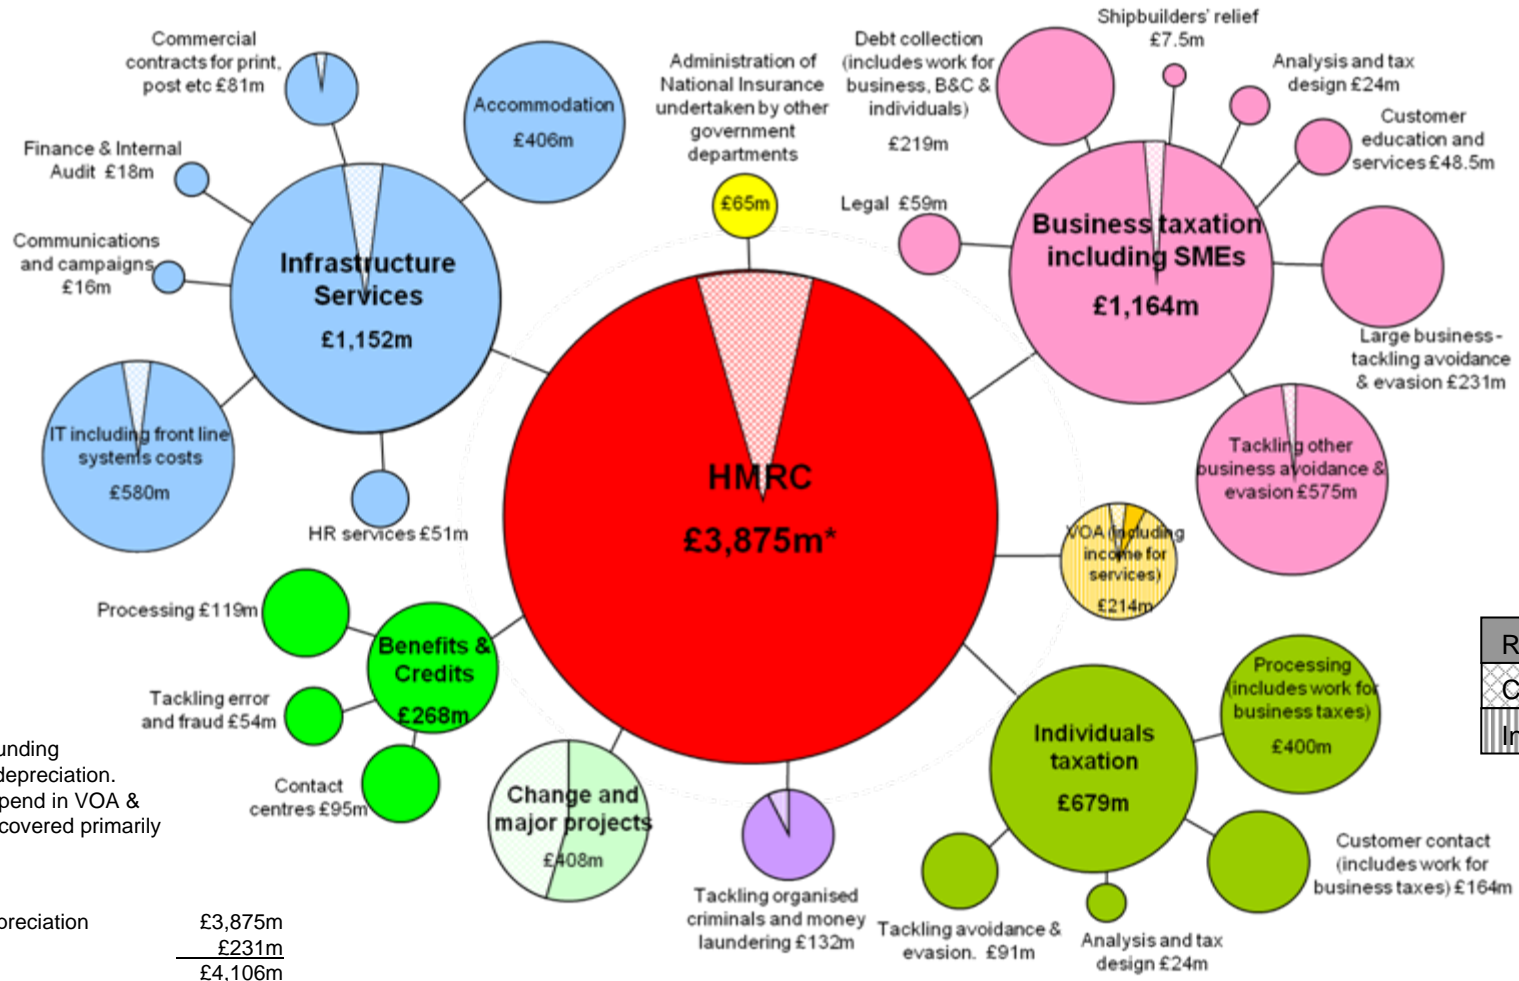 Commercial
contracts for print,
post etc £81m
Accommodation
£406m
Finance & Internal
Audit £18m
Communications
and campaigns
£16m
Infrastructure
Services
£1,152m
IT including front line
systems costs
£580m
HR services £51m
Administration of
National Insurance
undertaken by other
government
departments
£65m
Debt collection
(includes work for
business, B&C &
individuals)
£219m
Shipbuilders' relief
£7.5m
Analysis and tax
design £24m
Customer
education and
services £48.5m
Legal £59m
Business taxation
including SMEs
£1,164m
Large business-
tackling avoidance
& evasion £231m
Tackling other
business avoidance &
evasion £575m
HMRC
£3,875m*
VOA (including
income for
services)
£214m
Processing £119m
Benefits &
Credits
£268m
Tackling error
and fraud £54m
Contact
centres £95m
Change and
major projects
£408m
Tackling organised
criminals and money
laundering £132m
Individuals
taxation
£679m
Processing
(includes work for
business taxes)
£400m
Customer contact
(includes work for
business taxes) £164m
Tackling avoidance &
evasion. £91m
Analysis and tax
design £24m
R
C
In
unding
depreciation.
pend in VOA &
covered primarily
preciation £3,875m
£231m
£4,106m